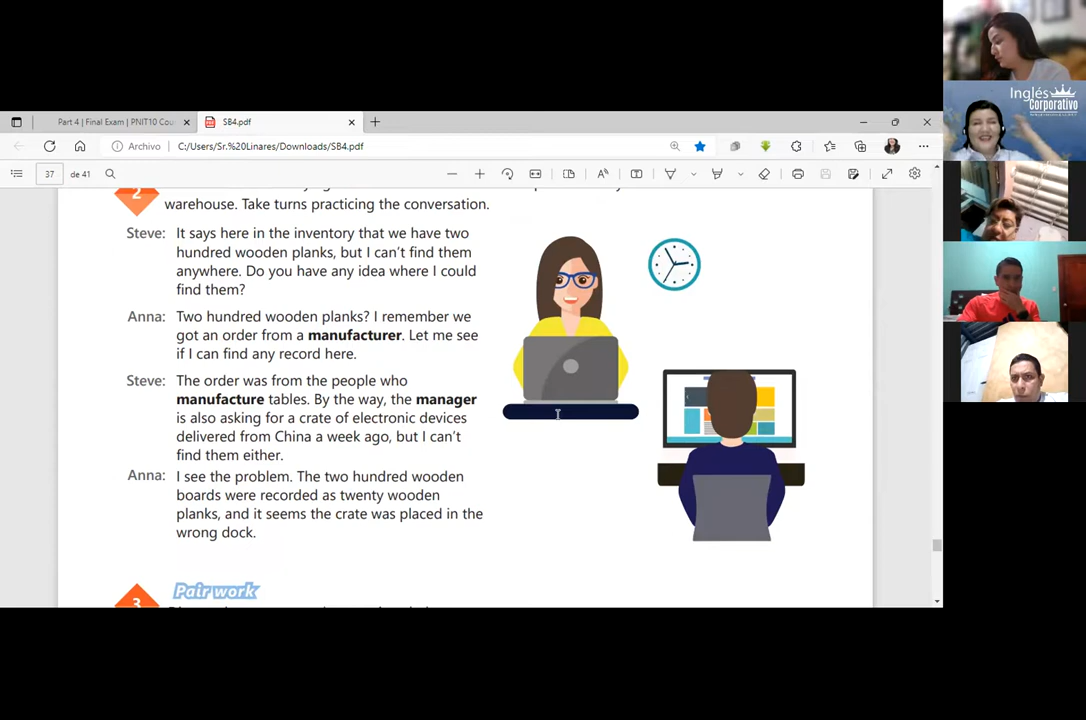 Part 4 | Final Exam | PNIT10 Cou
SB4.pdf
Archivo
C:/Users/Sr.%20Linares/Downloads/SB4.pdf
37
de 41
2
warehouse. Take turns practicing the conversation.
Steve: It says here in the inventory that we have two
hundred wooden planks, but I can't find them
anywhere. Do you have any idea where I could
find them?
Anna: Two hundred wooden planks? I remember we
got an order from a manufacturer. Let me see
if I can find any record here.
Steve: The order was from the people who
manufacture tables. By the way, the manager
is also asking for a crate of electronic devices
delivered from China a week ago, but I can't
find them either.
Anna: I see the problem. The two hundred wooden
boards were recorded as twenty wooden
planks, and it seems the crate was placed in the
wrong dock.
Pair work
3
Inglés
Corporativo